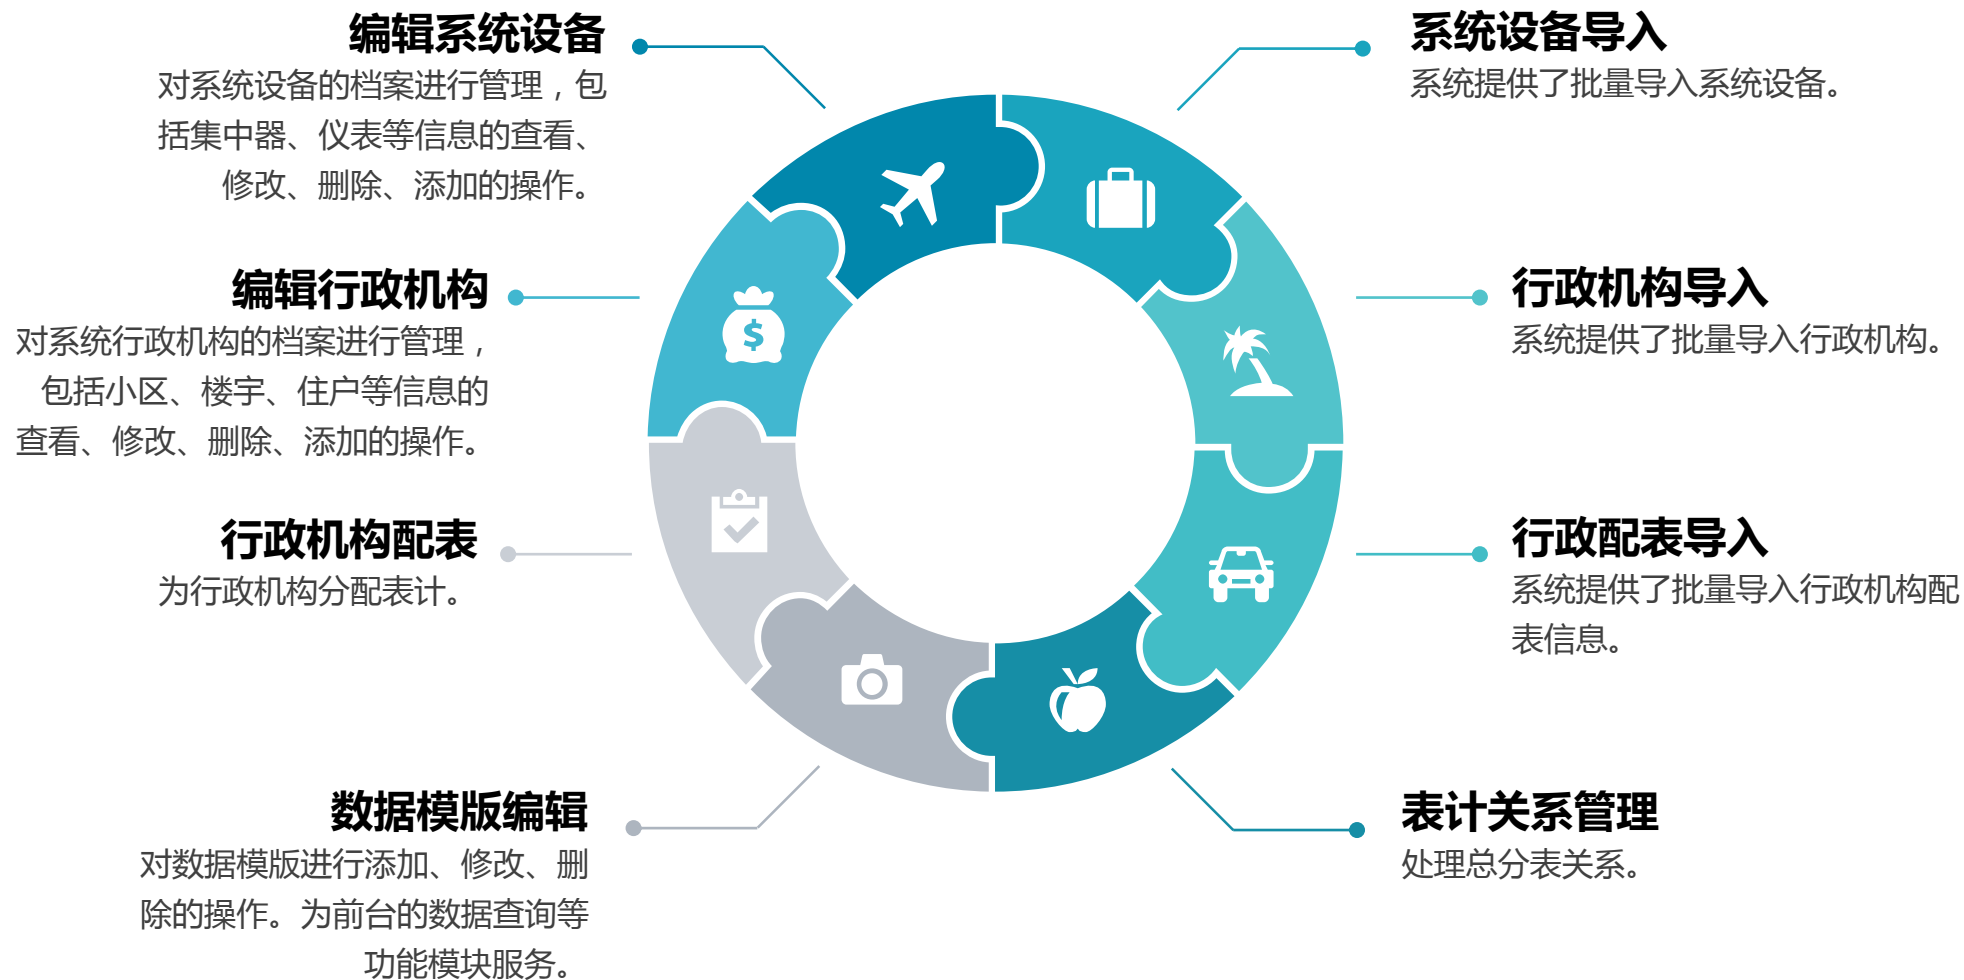 编辑系统设备
对系统设备的档案进行管理，包
括集中器、仪表等信息的查看、
修改、删除、添加的操作。
编辑行政机构
对系统行政机构的档案进行管理，
包括小区、楼宇、住户等信息的
查看、修改、删除、添加的操作。
行政机构配表
为行政机构分配表计。
数据模版编辑
对数据模版进行添加、修改、删
除的操作。为前台的数据查询等
功能模块服务。
系统设备导入
系统提供了批量导入系统设备。
行政机构导入
系统提供了批量导入行政机构。
行政配表导入
系统提供了批量导入行政机构配
表信息。
表计关系管理
处理总分表关系。
$